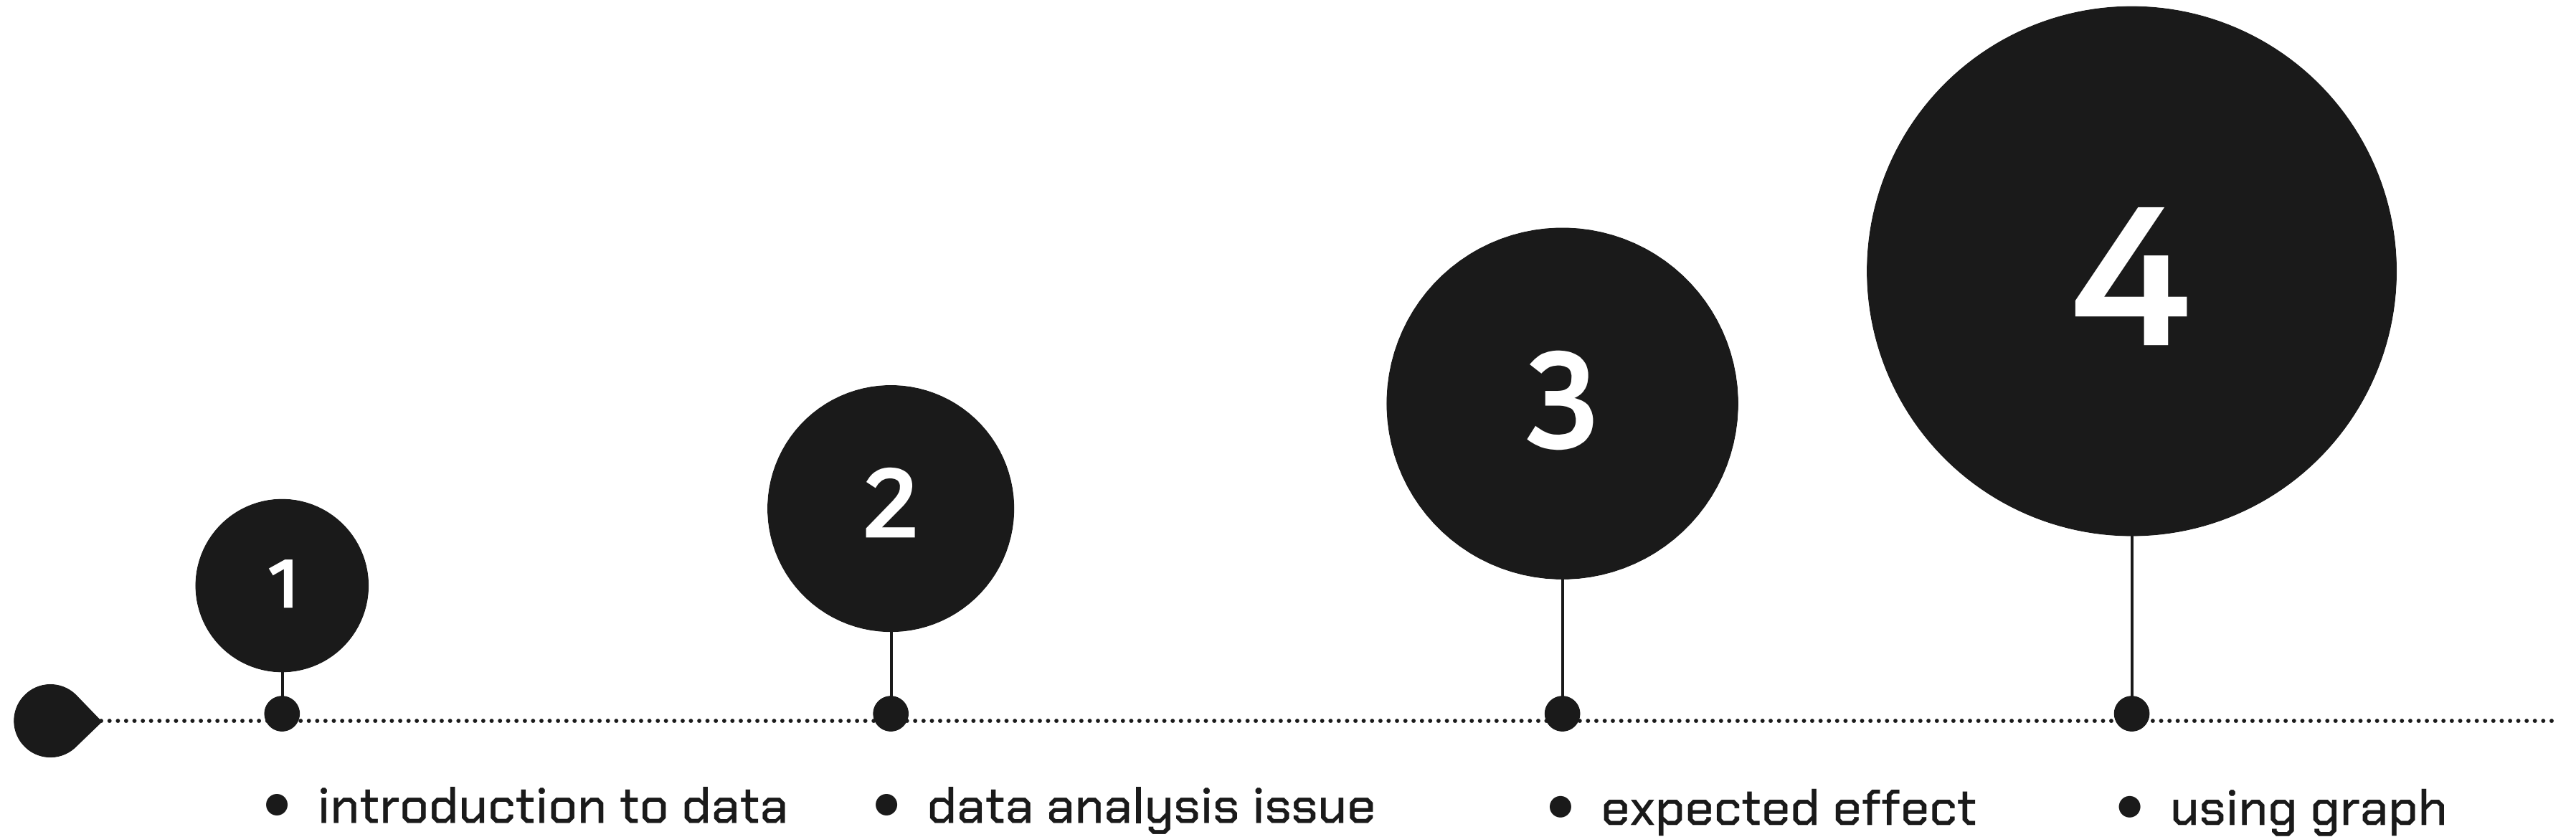 1
2
3
4
introduction to data
data analysis issue
expected effect
using graph